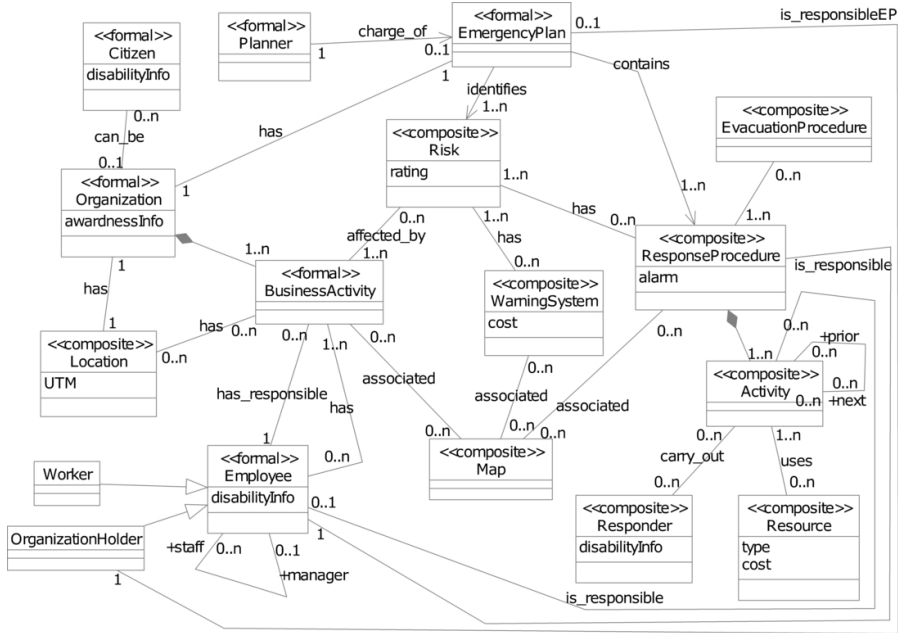 <<formal>>
Citizen
disabilityInfo
0..n
can_be
0..1
<<formal>>
Planner
1
charge_of
0..1
<<formal>>
EmergencyPlan
0..1
is_responsibleEP
1
has
1
identifies
1..n
contains
1..n
<<formal>>
Organization
awardnessInfo
1
has
1
1..n
<<composite>>
Risk
rating
1..n
has
0..n
0..n
affected_by
1..n
1..n
has
0..n
<<composite>>
EvacuationProcedure
0..n
1..n
<<composite>>
ResponseProcedure
alarm
is_responsible
0..n
1..n
<<formal>>
BusinessActivity
has
0..n
0..n
0..n
1..n
0..n
<<composite>>
WarningSystem
cost
0..n
<<composite>>
Location
UTM
has_responsible
1
has
0..n
associated
0..n
associated
0..n
associated
0..n
<<composite>>
Map
0..n
+prior
0..n
0..n
0..n
+next
<<composite>>
Activity
0..n
carry_out
0..n
1..n
uses
0..n
<<composite>>
Responder
disabilityInfo
<<composite>>
Resource
type
cost
Worker
<<formal>>
Employee
disabilityInfo
0..1
1
OrganizationHolder
1
+staff
0..n
0..1
+manager
is_responsible